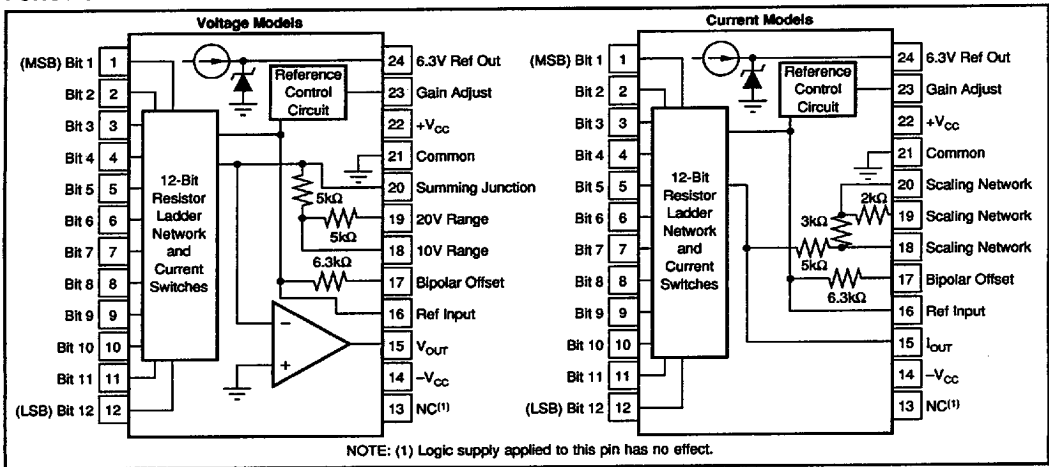 Voltage Models
(MSB) Bit 1 1
Bit 2 2
Bit 3 3
Bit 4 4
Bit 5 5
Bit 6 6
Bit 7 7
Bit 8 8
Bit 9 9
Bit 10 10
Bit 11 11
(LSB) Bit 12 12
12-Bit
Resistor
Ladder
Network
and
Current
Switches
Reference
Control
Circuit
5kΩ
5kΩ
6.3kΩ
−
+
24 6.3V Ref Out
23 Gain Adjust
22 +VCC
21 Common
20 Summing Junction
19 20V Range
18 10V Range
17 Bipolar Offset
16 Ref Input
15 VOUT
14 –VCC
13 NC(1)
Current Models
(MSB) Bit 1 1
Bit 2 2
Bit 3 3
Bit 4 4
Bit 5 5
Bit 6 6
Bit 7 7
Bit 8 8
Bit 9 9
Bit 10 10
Bit 11 11
(LSB) Bit 12 12
12-Bit
Resistor
Ladder
Network
and
Current
Switches
Reference
Control
Circuit
2kΩ
3kΩ
5kΩ
6.3kΩ
24 6.3V Ref Out
23 Gain Adjust
22 +VCC
21 Common
20 Scaling Network
19 Scaling Network
18 Scaling Network
17 Bipolar Offset
16 Ref Input
15 IOUT
14 –VCC
13 NC(1)
NOTE: (1) Logic supply applied to this pin has no effect.